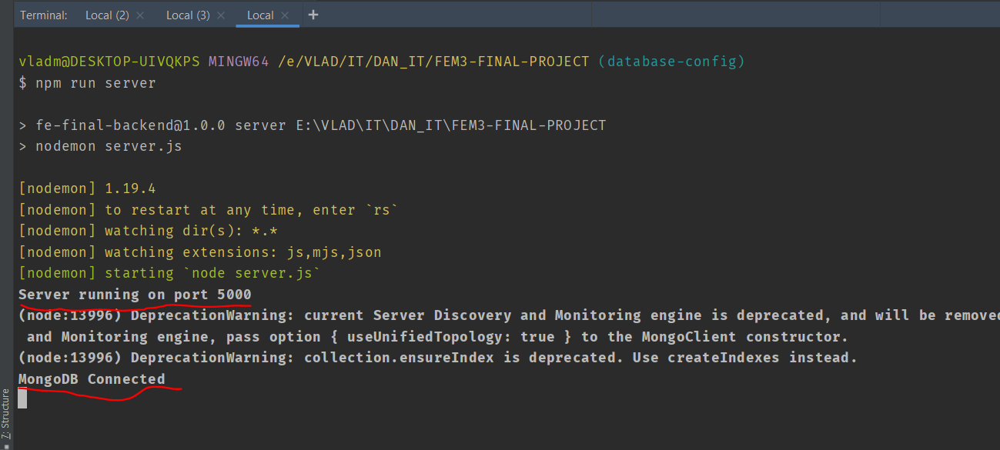 Terminal: Local (2) × Local (3) × Local × +
vladm@DESKTOP-UIVQKPS MINGW64 /e/VLAD/IT/DAN_IT/FEM3-FINAL-PROJECT (database-config)
$ npm run server
> fe-final-backend@1.0.0 server E:\VLAD\IT\DAN_IT\FEM3-FINAL-PROJECT
> nodemon server.js
[nodemon] 1.19.4
[nodemon] to restart at any time, enter `rs`
[nodemon] watching dir(s): *.*
[nodemon] watching extensions: js,mjs,json
[nodemon] starting `node server.js`
Server running on port 5000
(node:13996) DeprecationWarning: current Server Discovery and Monitoring engine is deprecated, and will be removed
and Monitoring engine, pass option { useUnifiedTopology: true } to the MongoClient constructor.
(node:13996) DeprecationWarning: collection.ensureIndex is deprecated. Use createIndexes instead.
MongoDB Connected
7: Structure